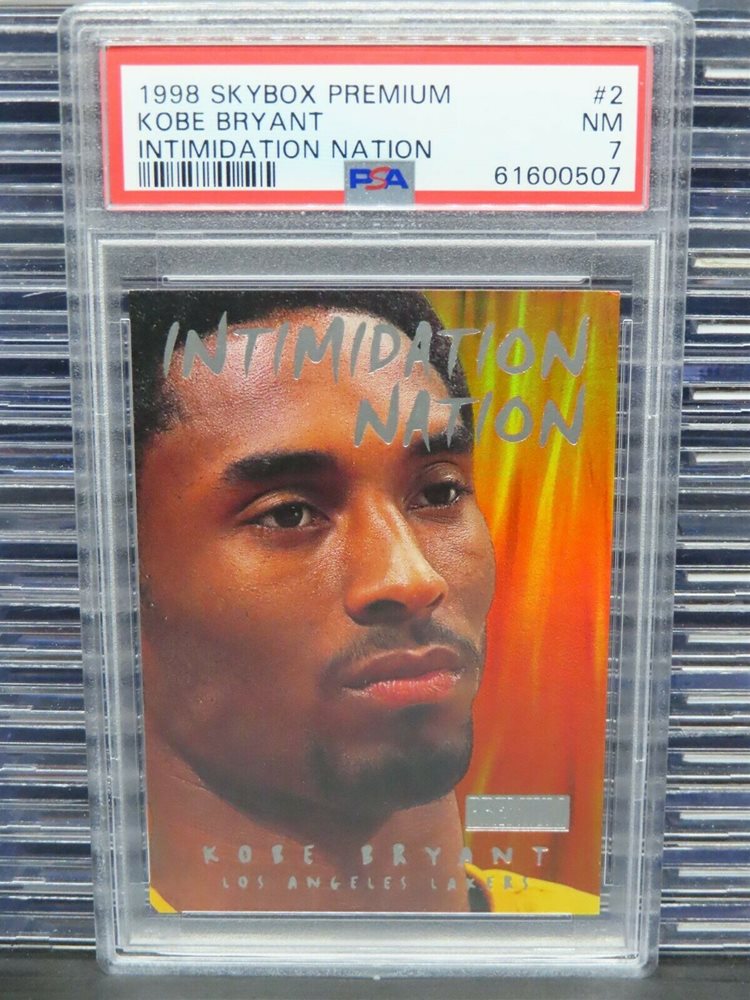 1998 SKYBOX PREMIUM #2
KOBE BRYANT NM
INTIMIDATION NATION 7
PSA 61600507
INTIMIDATION
NATION
PREMIUM
KOBE BRYANT
LOS ANGELES LAKERS